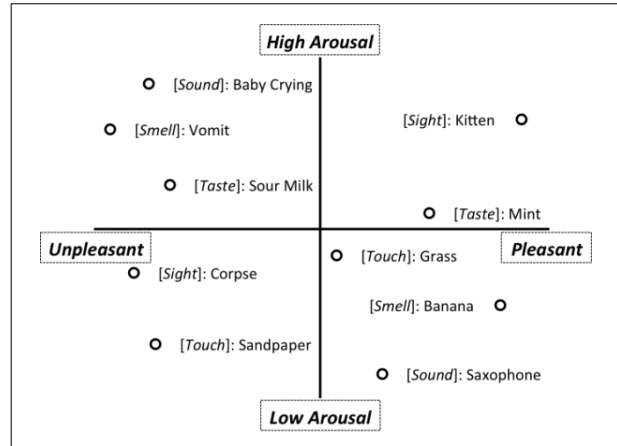 High Arousal
[Sound]: Baby Crying
[Sight]: Kitten
[Smell]: Vomit
[Taste]: Sour Milk
[Taste]: Mint
Unpleasant
Pleasant
[Touch]: Grass
[Sight]: Corpse
[Smell]: Banana
[Touch]: Sandpaper
[Sound]: Saxophone
Low Arousal